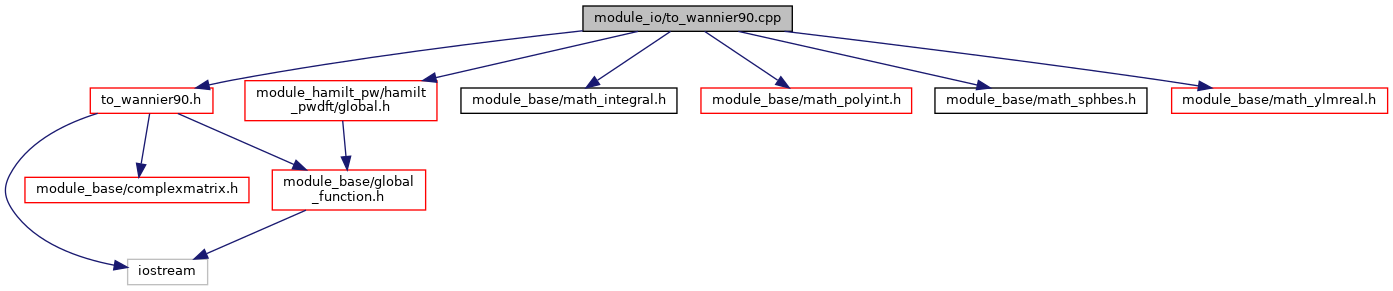 module_io/to_wannier90.cpp
to_wannier90.h
module_hamilt_pw/hamilt
_pwdft/global.h
module_base/math_integral.h
module_base/math_polyint.h
module_base/math_sphbes.h
module_base/math_ylmreal.h
module_base/complexmatrix.h
module_base/global
_function.h
iostream